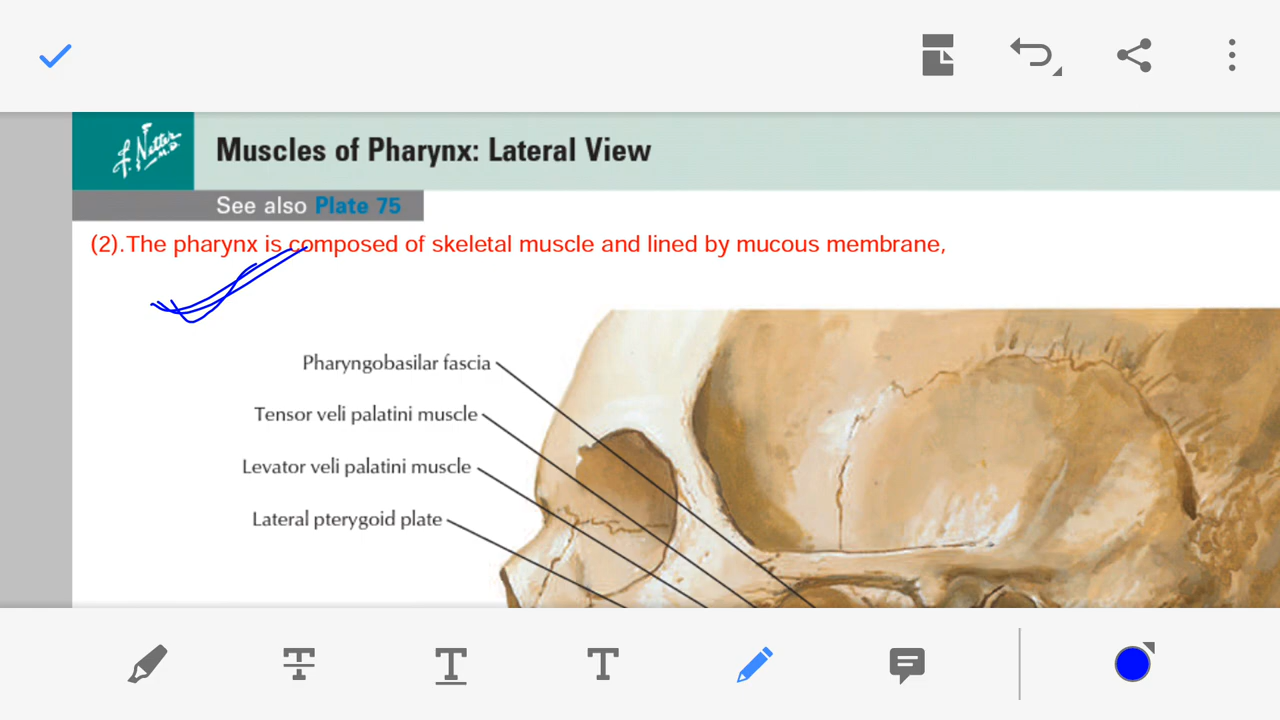 F. Netter M.D.
Muscles of Pharynx: Lateral View
See also Plate 75
(2).The pharynx is composed of skeletal muscle and lined by mucous membrane,
Pharyngobasilar fascia
Tensor veli palatini muscle
Levator veli palatini muscle
Lateral pterygoid plate
T
T
T